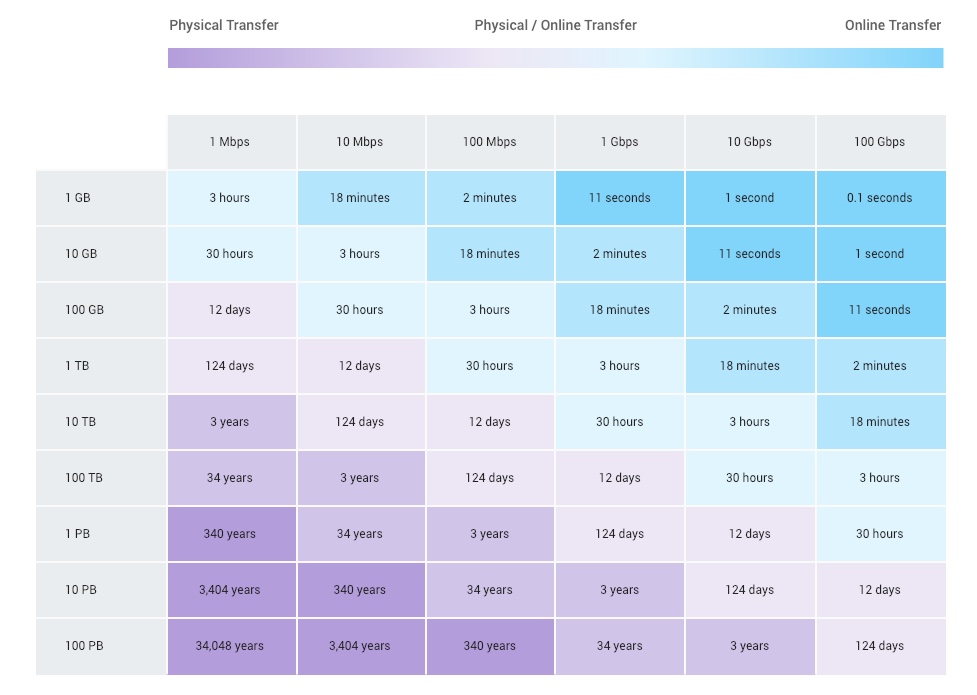 Physical Transfer Physical / Online Transfer Online Transfer
1 Mbps 10 Mbps 100 Mbps 1 Gbps 10 Gbps 100 Gbps
1 GB 3 hours 18 minutes 2 minutes 11 seconds 1 second 0.1 seconds
10 GB 30 hours 3 hours 18 minutes 2 minutes 11 seconds 1 second
100 GB 12 days 30 hours 3 hours 18 minutes 2 minutes 11 seconds
1 TB 124 days 12 days 30 hours 3 hours 18 minutes 2 minutes
10 TB 3 years 124 days 12 days 30 hours 3 hours 18 minutes
100 TB 34 years 3 years 124 days 12 days 30 hours 3 hours
1 PB 340 years 34 years 3 years 124 days 12 days 30 hours
10 PB 3,404 years 340 years 34 years 3 years 124 days 12 days
100 PB 34,048 years 3,404 years 340 years 34 years 3 years 124 days